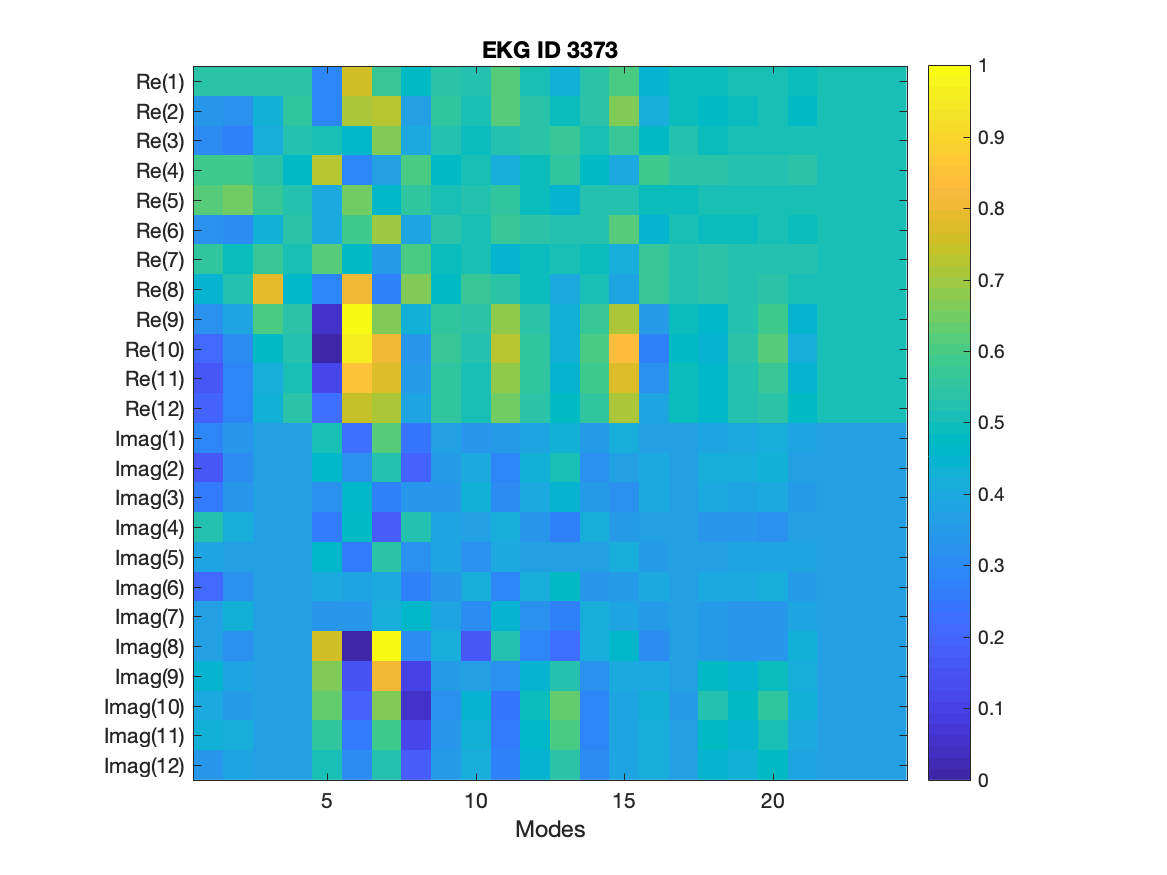 EKG ID 3373
Re(1)
Re(2)
Re(3)
Re(4)
Re(5)
Re(6)
Re(7)
Re(8)
Re(9)
Re(10)
Re(11)
Re(12)
Imag(1)
Imag(2)
Imag(3)
Imag(4)
Imag(5)
Imag(6)
Imag(7)
Imag(8)
Imag(9)
Imag(10)
Imag(11)
Imag(12)
5 10 15 20
Modes
1
0.9
0.8
0.7
0.6
0.5
0.4
0.3
0.2
0.1
0